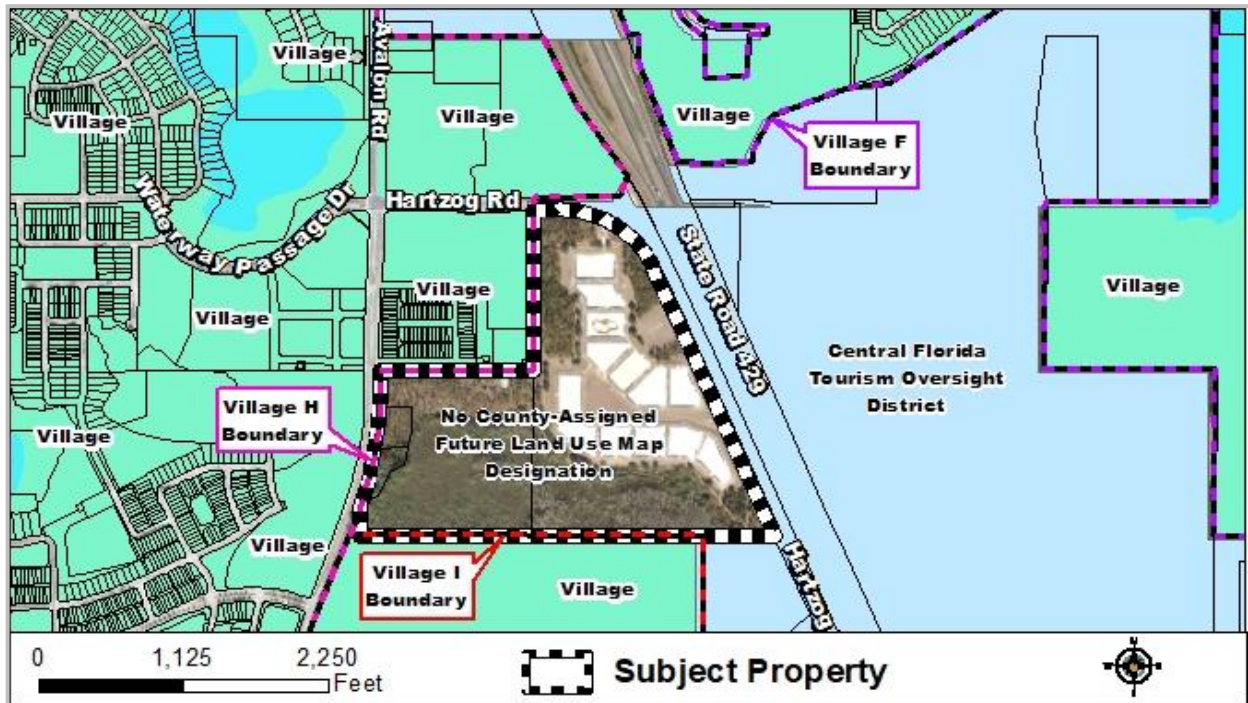 Village
Village
Avalon Rd
Village
Village
Village F
Boundary
Waterway Passage Dr
Hartzog Rd
State Road 429
Village
Village
Village
Central Florida
Tourism Oversight
District
Village H
Boundary
No County-Assigned
Future Land Use Map
Designation
Village
Village
Village I
Boundary
Village
Hartzog
0 1,125 2,250
Feet
Subject Property
N